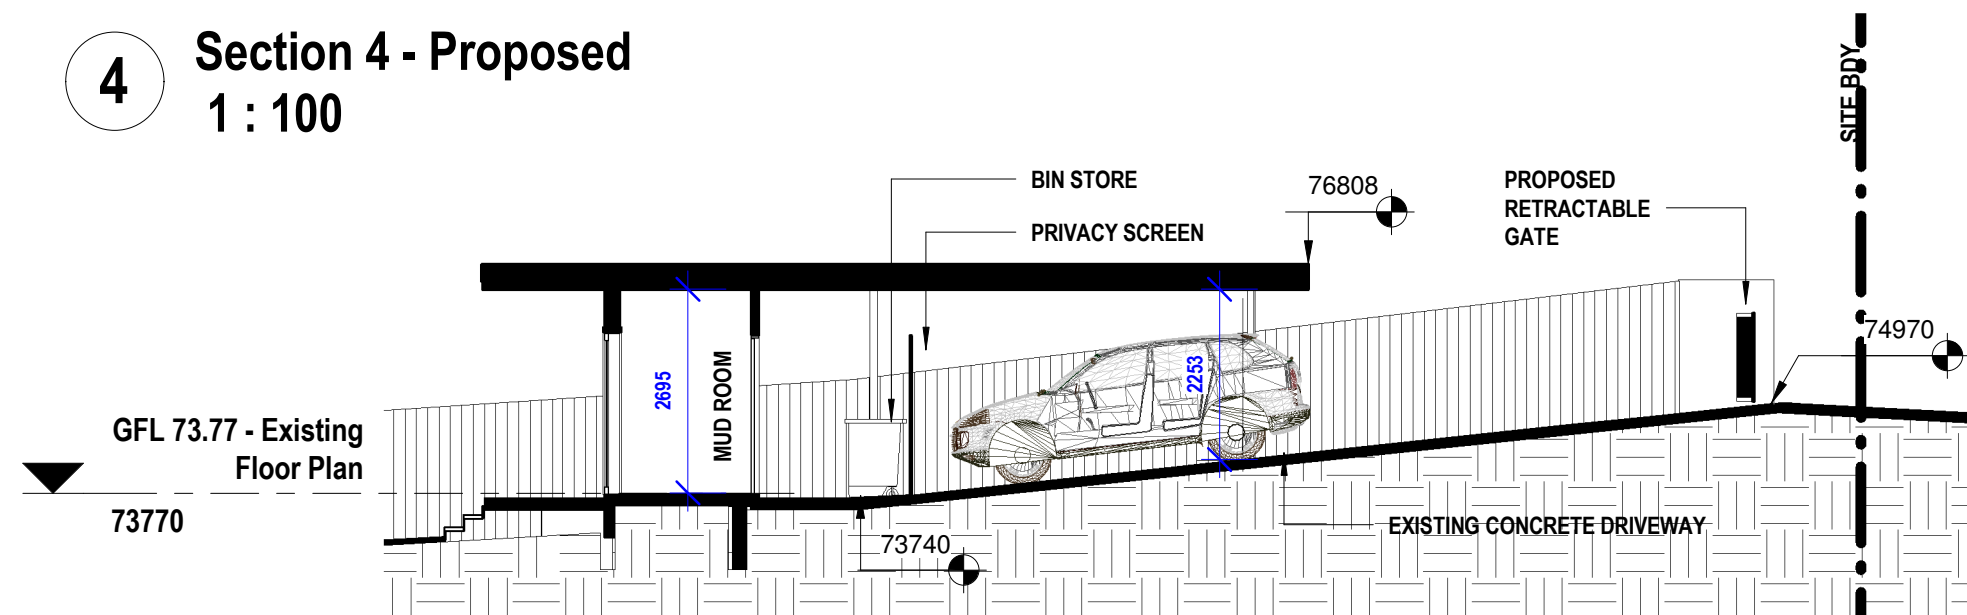 4
Section 4 - Proposed
1 : 100
SITE BDY
BIN STORE
76808
PROPOSED
RETRACTABLE
GATE
PRIVACY SCREEN
74970
2695
MUD ROOM
2253
GFL 73.77 - Existing
Floor Plan
73770
EXISTING CONCRETE DRIVEWAY
73740